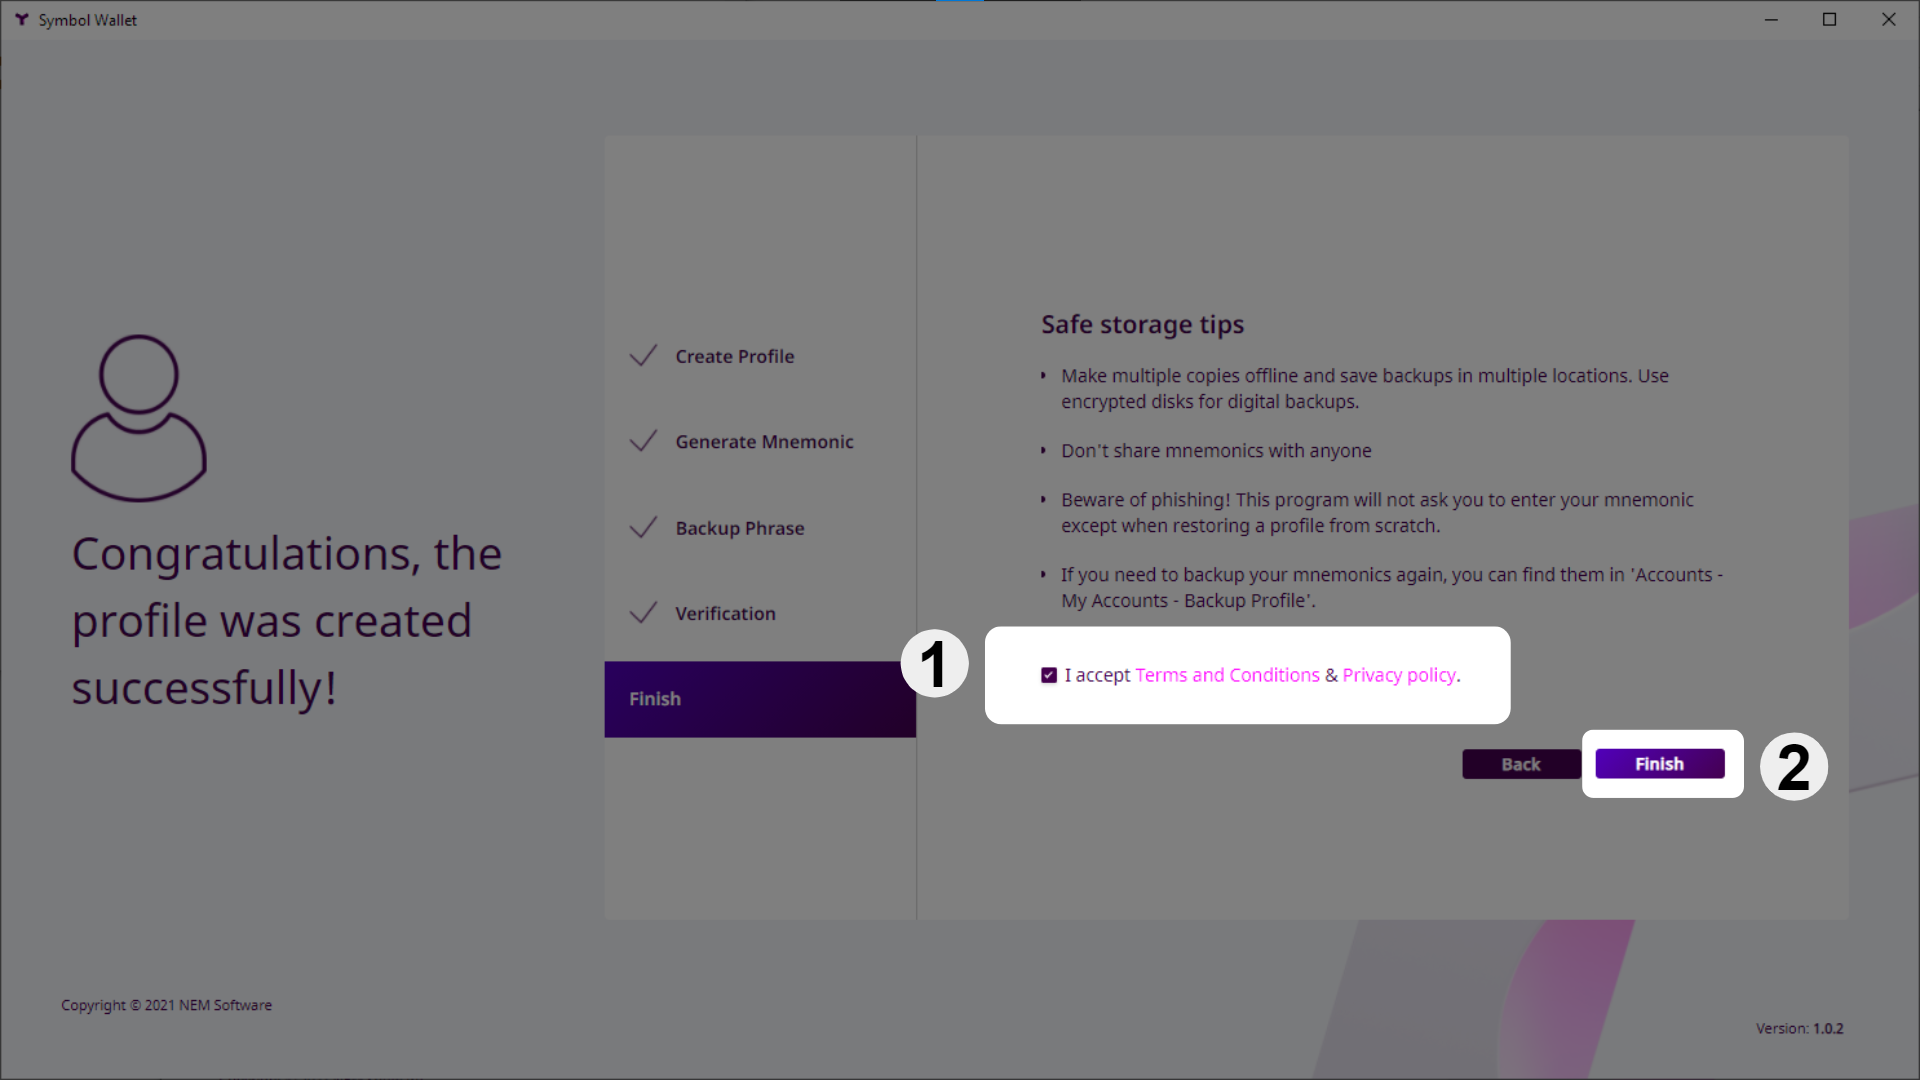 Symbol Wallet
Congratulations, the
profile was created
successfully!
Create Profile
Generate Mnemonic
Backup Phrase
Verification
Finish
Safe storage tips
Make multiple copies offline and save backups in multiple locations. Use
encrypted disks for digital backups.
Don't share mnemonics with anyone
Beware of phishing! This program will not ask you to enter your mnemonic
except when restoring a profile from scratch.
If you need to backup your mnemonics again, you can find them in 'Accounts -
My Accounts - Backup Profile'.
1
I accept Terms and Conditions & Privacy policy.
Back
Finish
2
Copyright © 2021 NEM Software
Version: 1.0.2